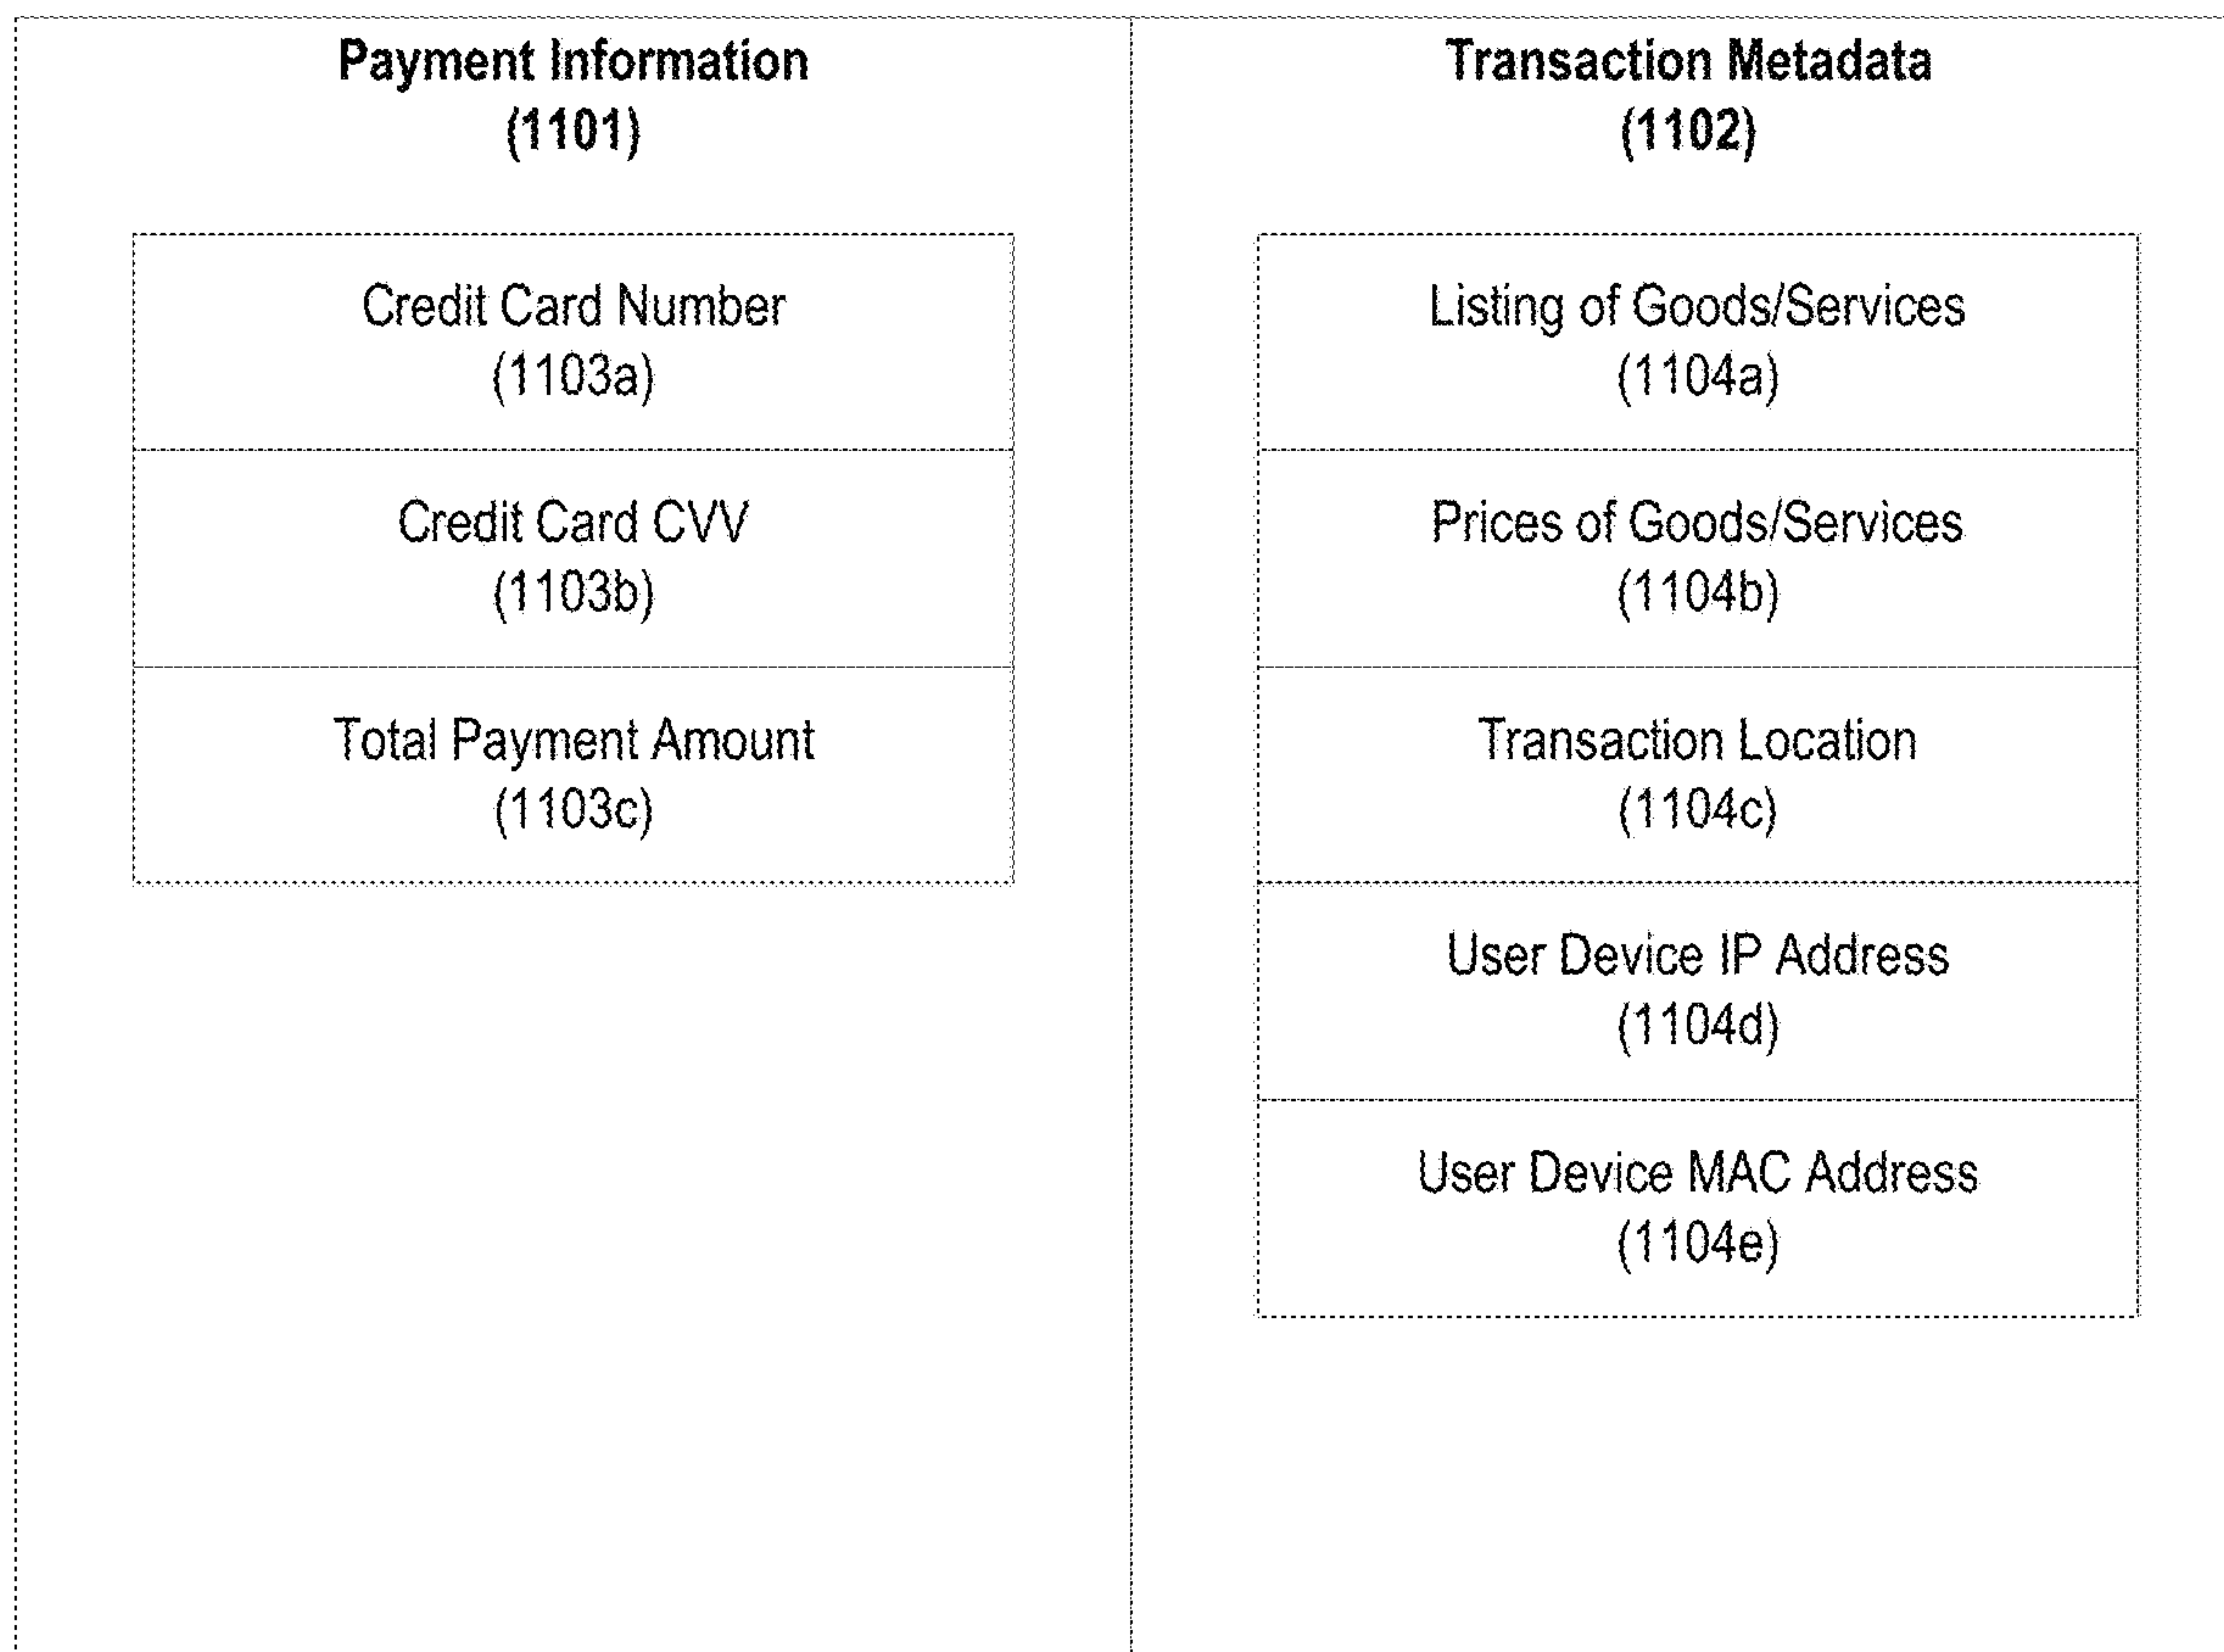 Payment Information
(1101)
Credit Card Number
(1103a)
Credit Card CVV
(1103b)
Total Payment Amount
(1103c)
Transaction Metadata
(1102)
Listing of Goods/Services
(1104a)
Prices of Goods/Services
(1104b)
Transaction Location
(1104c)
User Device IP Address
(1104d)
User Device MAC Address
(1104e)